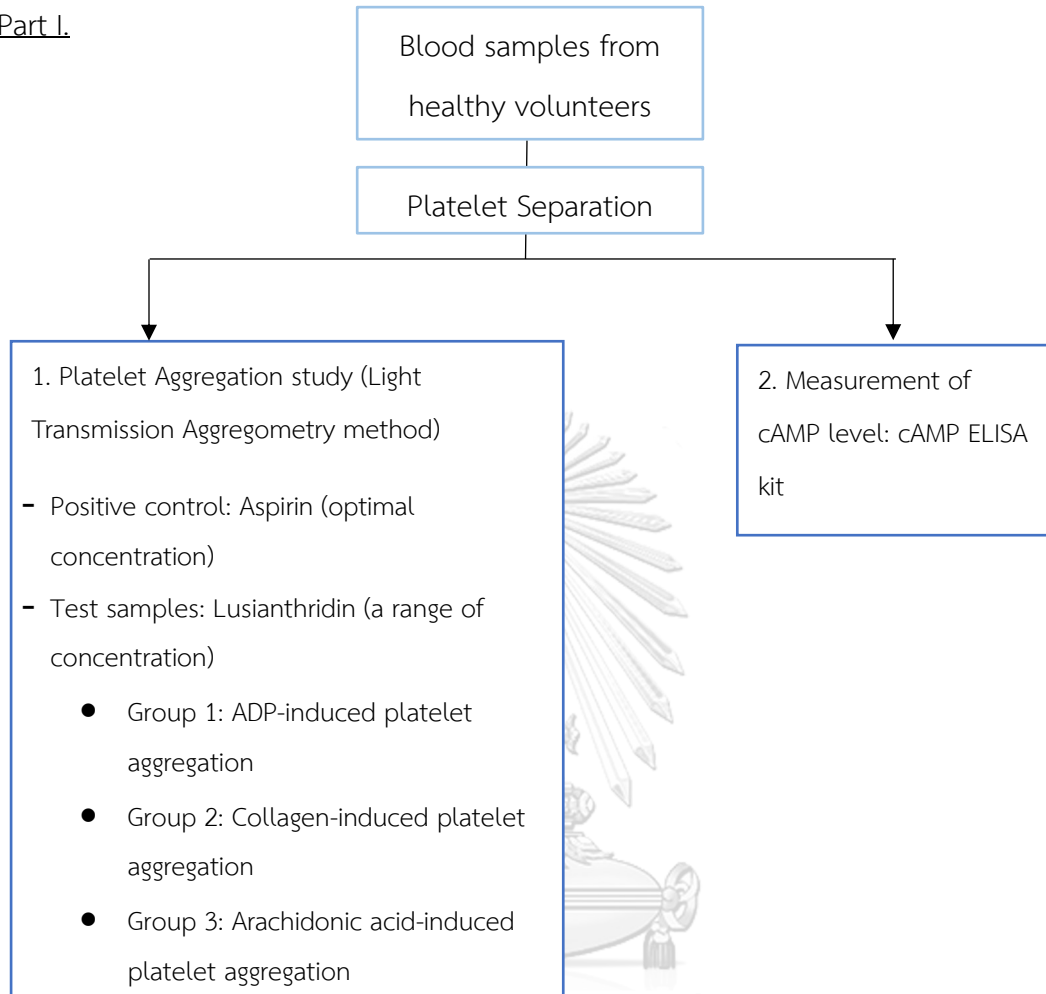 Part I.
Blood samples from
healthy volunteers
Platelet Separation
1. Platelet Aggregation study (Light
Transmission Aggregometry method)
- Positive control: Aspirin (optimal
concentration)
- Test samples: Lusianthridin (a range of
concentration)
● Group 1: ADP-induced platelet
aggregation
● Group 2: Collagen-induced platelet
aggregation
● Group 3: Arachidonic acid-induced
platelet aggregation
2. Measurement of
cAMP level: cAMP ELISA
kit